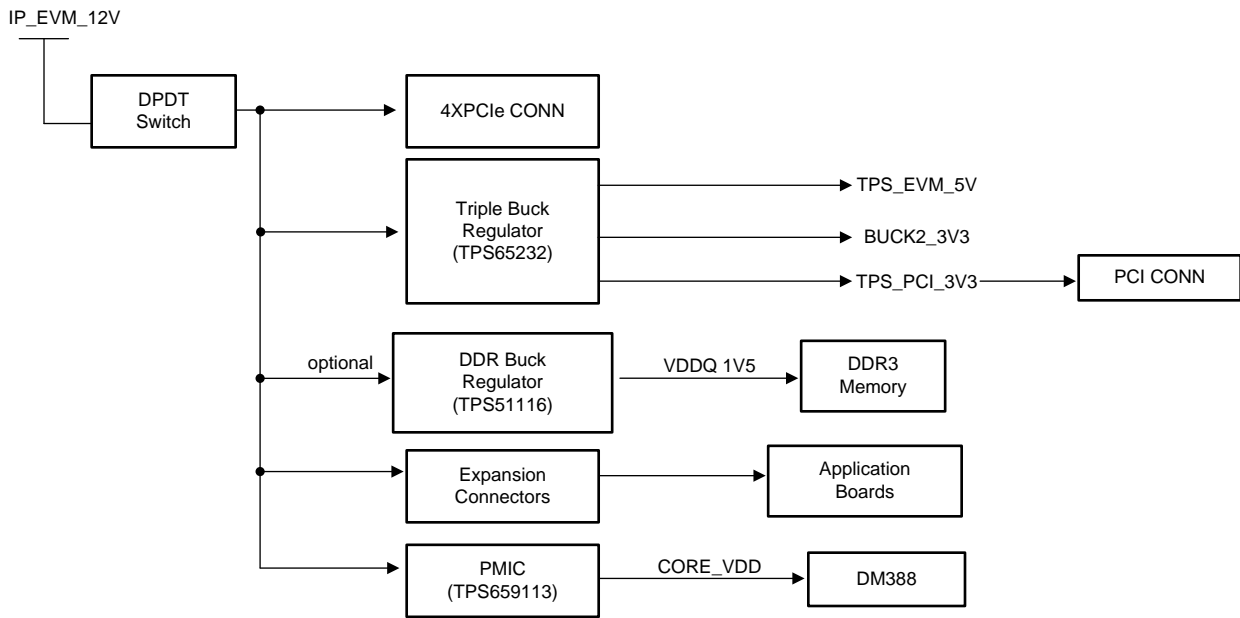 IP_EVM_12V
DPDT
Switch
4XPCIe CONN
Triple Buck
Regulator
(TPS65232)
TPS_EVM_5V
BUCK2_3V3
TPS_PCI_3V3
PCI CONN
optional
DDR Buck
Regulator
(TPS51116)
VDDQ 1V5
DDR3
Memory
Expansion
Connectors
Application
Boards
PMIC
(TPS659113)
CORE_VDD
DM388